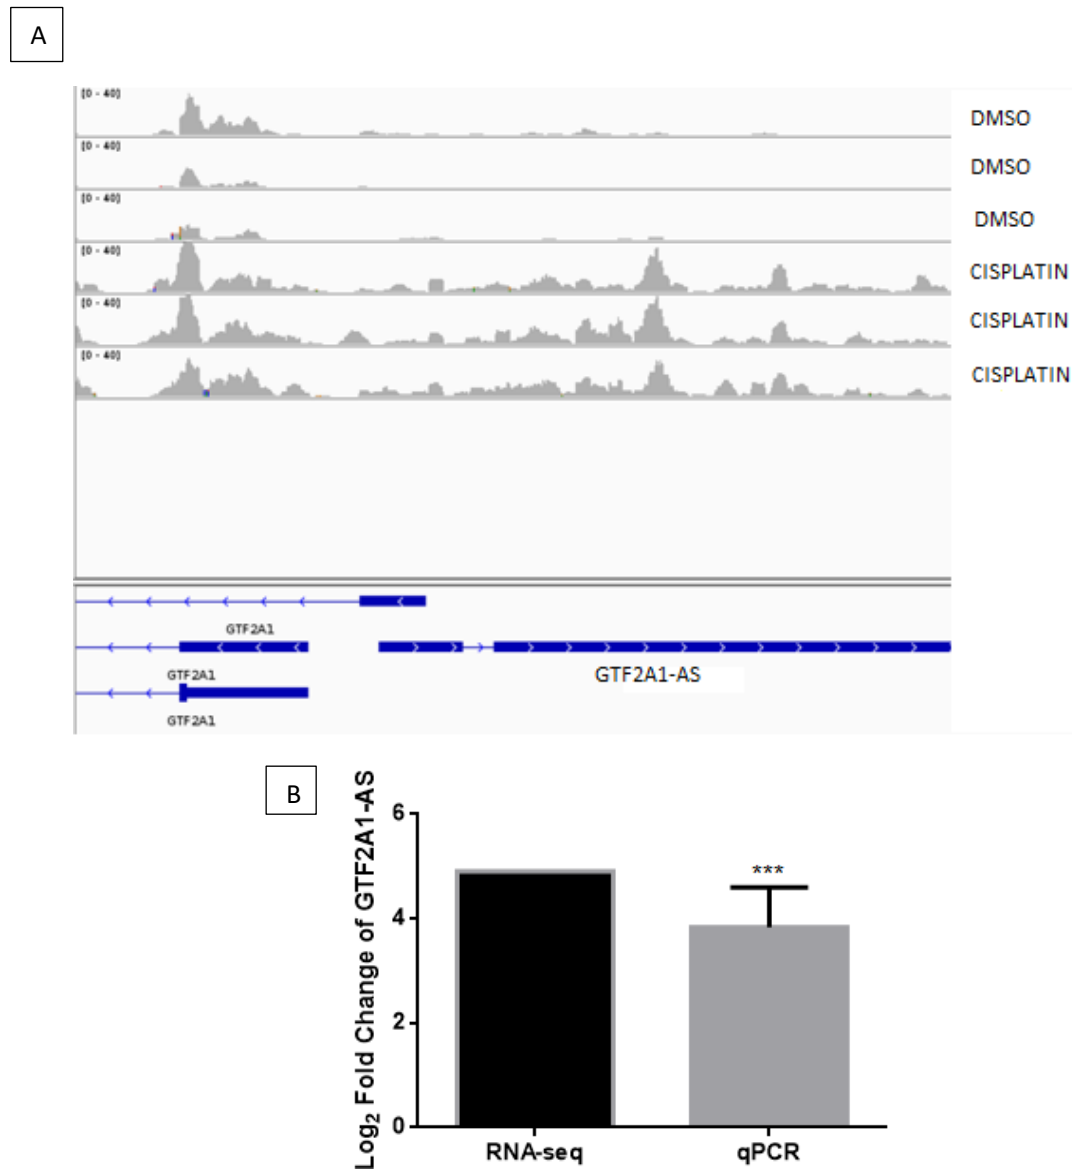 A
[0 - 40]
DMSO
[0 - 40]
DMSO
[0 - 40]
DMSO
[0 - 40]
CISPLATIN
[0 - 40]
CISPLATIN
[0 - 40]
CISPLATIN
GTF2A1
GTF2A1
GTF2A1-AS
GTF2A1
B
Log2 Fold Change of GTF2A1-AS
6
4
2
0
***
RNA-seq
qPCR